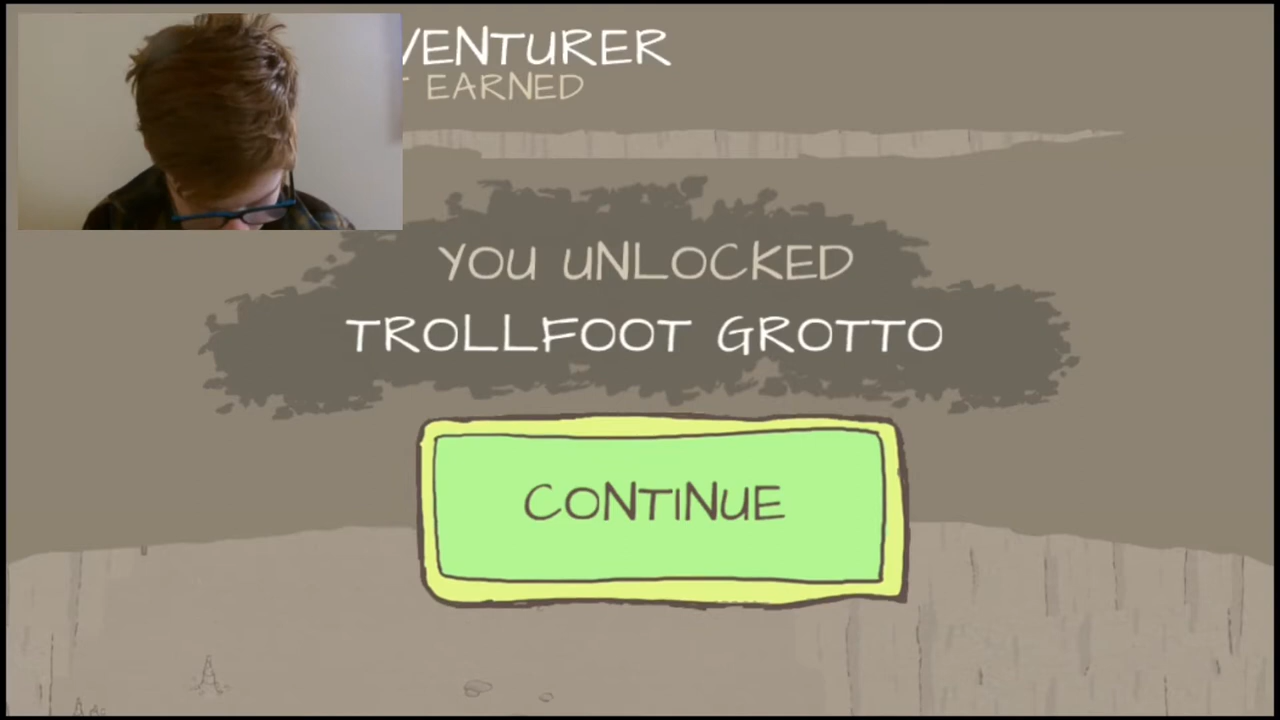 VENTURER
EARNED
YOU UNLOCKED
TROLLFOOT GROTTO
CONTINUE